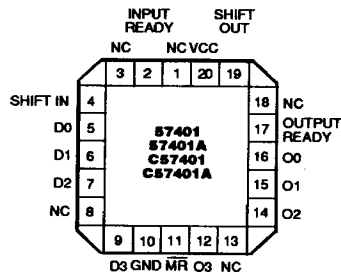 INPUT READY
SHIFT OUT
NC
NC
VCC
3
2
1
20
19
SHIFT IN
4
D0
5
D1
6
D2
7
NC
8
57401
57401A
C57401
C57401A
18
NC
17
OUTPUT READY
16
O0
15
O1
14
O2
9
10
11
12
13
D3
GND
MR
O3
NC